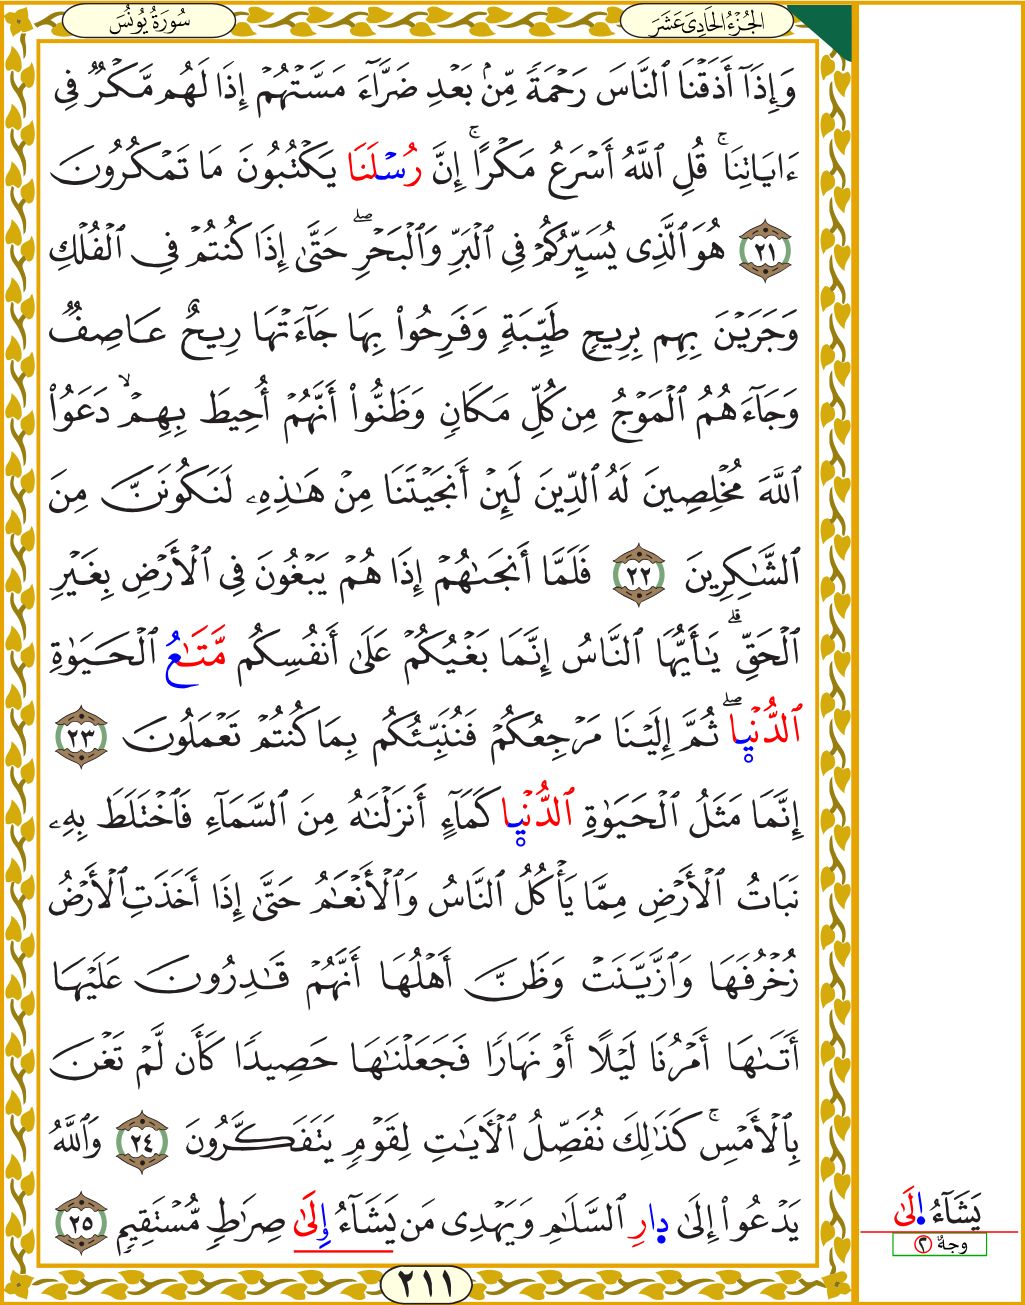 الجُزْءُ الحَادِىَ عَشَرَ
سُورَةُ يُونُسَ
وَإِذَآ أَذَقْنَا ٱلنَّاسَ رَحْمَةً مِّنۢ بَعْدِ ضَرَّآءَ مَسَّتْهُمْ إِذَا لَهُم مَّكْرٌ فِى
ءَايَاتِنَا ۚ قُلِ ٱللَّهُ أَسْرَعُ مَكْرًا ۚ إِنَّ رُسْلَنَا يَكْتُبُونَ مَا تَمْكُرُونَ
٢١ هُوَ ٱلَّذِى يُسَيِّرُكُمْ فِى ٱلْبَرِّ وَٱلْبَحْرِ ۖ حَتَّىٰٓ إِذَا كُنتُمْ فِى ٱلْفُلْكِ
وَجَرَيْنَ بِهِم بِرِيحٍ طَيِّبَةٍ وَفَرِحُوا۟ بِهَا جَآءَتْهَا رِيحٌ عَاصِفٌ
وَجَآءَهُمُ ٱلْمَوْجُ مِن كُلِّ مَكَانٍ وَظَنُّوٓا۟ أَنَّهُمْ أُحِيطَ بِهِمْ ۙ دَعَوُا۟
ٱللَّهَ مُخْلِصِينَ لَهُ ٱلدِّينَ لَئِنْ أَنجَيْتَنَا مِنْ هَـٰذِهِۦ لَنَكُونَنَّ مِنَ
ٱلشَّـٰكِرِينَ ٢٢ فَلَمَّآ أَنجَىٰهُمْ إِذَا هُمْ يَبْغُونَ فِى ٱلْأَرْضِ بِغَيْرِ
ٱلْحَقِّ ۗ يَـٰٓأَيُّهَا ٱلنَّاسُ إِنَّمَا بَغْيُكُمْ عَلَىٰٓ أَنفُسِكُم مَّتَـٰعُ ٱلْحَيَوٰةِ
ٱلدُّنْيَا ۖ ثُمَّ إِلَيْنَا مَرْجِعُكُمْ فَنُنَبِّئُكُم بِمَا كُنتُمْ تَعْمَلُونَ ٢٣
إِنَّمَا مَثَلُ ٱلْحَيَوٰةِ ٱلدُّنْيَا كَمَآءٍ أَنزَلْنَـٰهُ مِنَ ٱلسَّمَآءِ فَٱخْتَلَطَ بِهِۦ
نَبَاتُ ٱلْأَرْضِ مِمَّا يَأْكُلُ ٱلنَّاسُ وَٱلْأَنْعَـٰمُ حَتَّىٰٓ إِذَآ أَخَذَتِ ٱلْأَرْضُ
زُخْرُفَهَا وَٱزَّيَّنَتْ وَظَنَّ أَهْلُهَآ أَنَّهُمْ قَـٰدِرُونَ عَلَيْهَآ
أَتَىٰهَآ أَمْرُنَا لَيْلًا أَوْ نَهَارًا فَجَعَلْنَـٰهَا حَصِيدًا كَأَن لَّمْ تَغْنَ
بِٱلْأَمْسِ ۚ كَذَٰلِكَ نُفَصِّلُ ٱلْـَٔايَـٰتِ لِقَوْمٍ يَتَفَكَّرُونَ ٢٤ وَٱللَّهُ
يَدْعُوٓا۟ إِلَىٰ دِارِ ٱلسَّلَـٰمِ وَيَهْدِى مَن يَشَآءُ إِلَىٰ صِرَٰطٍ مُّسْتَقِيمٍ ٢٥
يَشَآءُ اِلَىٰ
وجهٌ ٢
٢١١